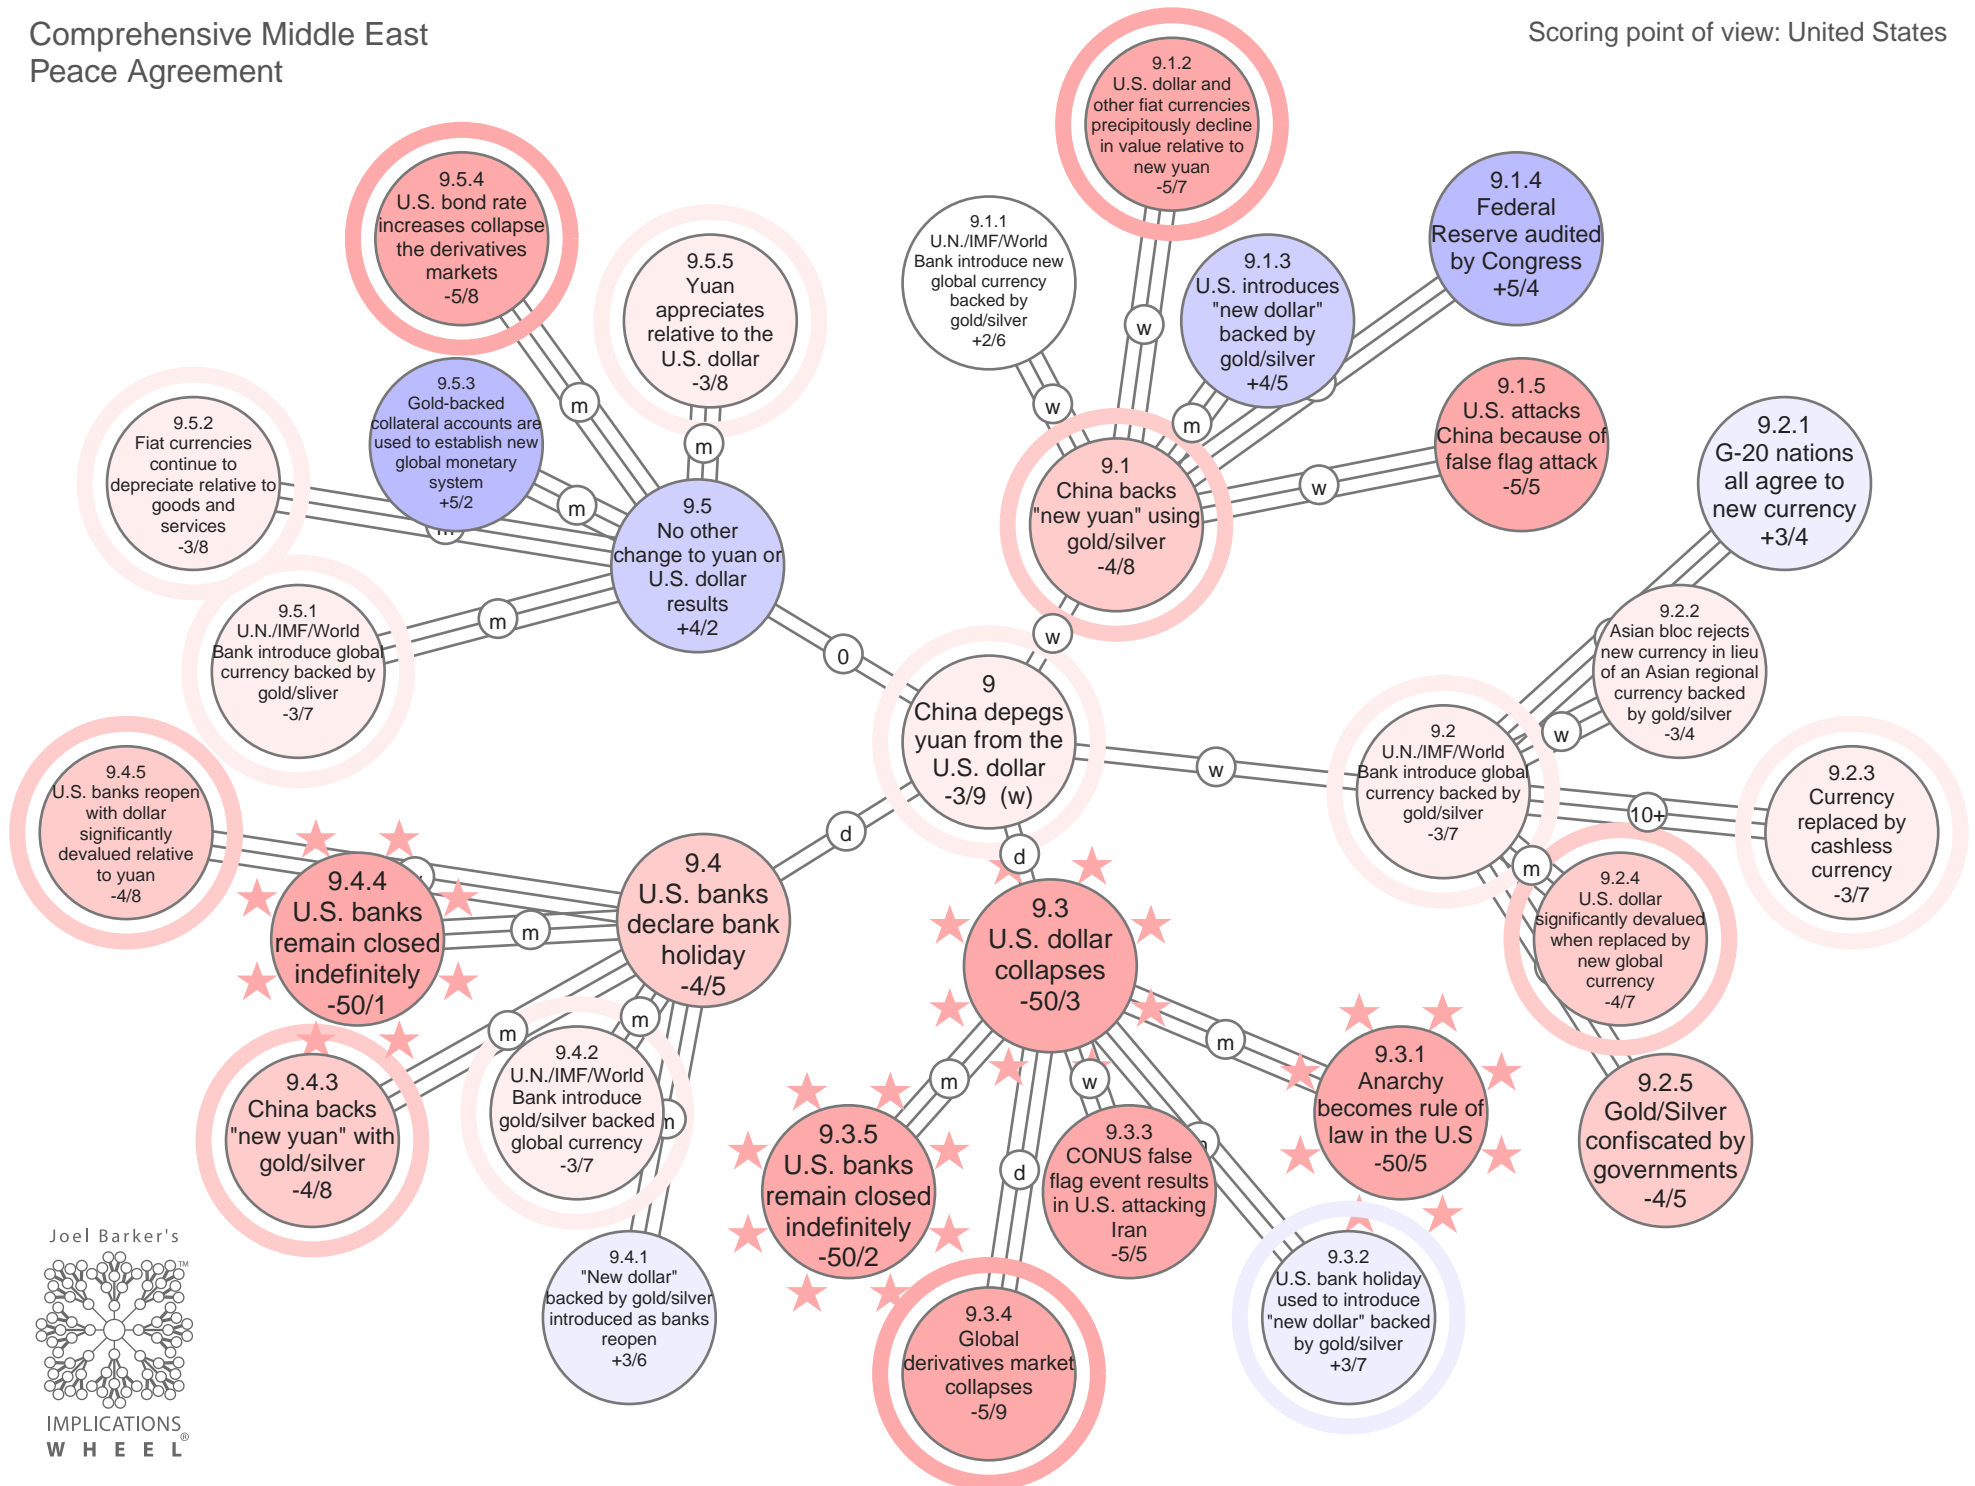 Comprehensive Middle East
Peace Agreement
Scoring point of view: United States
9.1.2
U.S. dollar and
other fiat currencies
precipitously decline
in value relative to
new yuan
-5/7
9.5.4
U.S. bond rate
increases collapse
the derivatives
markets
-5/8
9.1.4
Federal
Reserve audited
by Congress
+5/4
9.1.1
U.N./IMF/World
Bank introduce new
global currency
backed by
gold/silver
+2/6
9.5.5
Yuan
appreciates
relative to the
U.S. dollar
-3/8
9.1.3
U.S. introduces
"new dollar"
backed by
gold/silver
+4/5
w
9.5.3
Gold-backed
collateral accounts are
used to establish new
global monetary
system
+5/2
9.1.5
U.S. attacks
China because of
false flag attack
-5/5
9.5.2
Fiat currencies
continue to
depreciate relative to
goods and
services
-3/8
9.2.1
G-20 nations
all agree to
new currency
+3/4
m
w
m
m
m
w
9.1
China backs
"new yuan" using
gold/silver
-4/8
9.5
No other
change to yuan or
U.S. dollar
results
+4/2
m
9.5.1
U.N./IMF/World
Bank introduce global
currency backed by
gold/sliver
-3/7
m
0
w
9.2.2
Asian bloc rejects
new currency in lieu
of an Asian regional
currency backed
by gold/silver
-3/4
9
China depegs
yuan from the
U.S. dollar
-3/9 (w)
w
w
9.2
U.N./IMF/World
Bank introduce global
currency backed by
gold/silver
-3/7
10+
9.2.3
Currency
replaced by
cashless
currency
-3/7
9.4.5
U.S. banks reopen
with dollar
significantly
devalued relative
to yuan
-4/8
d
d
m
9.4.4
U.S. banks
remain closed
indefinitely
-50/1
m
9.4
U.S. banks
declare bank
holiday
-4/5
9.3
U.S. dollar
collapses
-50/3
9.2.4
U.S. dollar
significantly devalued
when replaced by
new global
currency
-4/7
m
m
m
w
m
9.4.3
China backs
"new yuan" with
gold/silver
-4/8
9.4.2
U.N./IMF/World
Bank introduce
gold/silver backed
global currency
-3/7
m
9.3.5
U.S. banks
remain closed
indefinitely
-50/2
d
9.3.3
CONUS false
flag event results
in U.S. attacking
Iran
-5/5
9.3.1
Anarchy
becomes rule of
law in the U.S
-50/5
9.2.5
Gold/Silver
confiscated by
governments
-4/5
9.4.1
"New dollar"
backed by gold/silver
introduced as banks
reopen
+3/6
9.3.4
Global
derivatives market
collapses
-5/9
9.3.2
U.S. bank holiday
used to introduce
"new dollar" backed
by gold/silver
+3/7
Joel Barker's
TM
IMPLICATIONS
WHEEL®